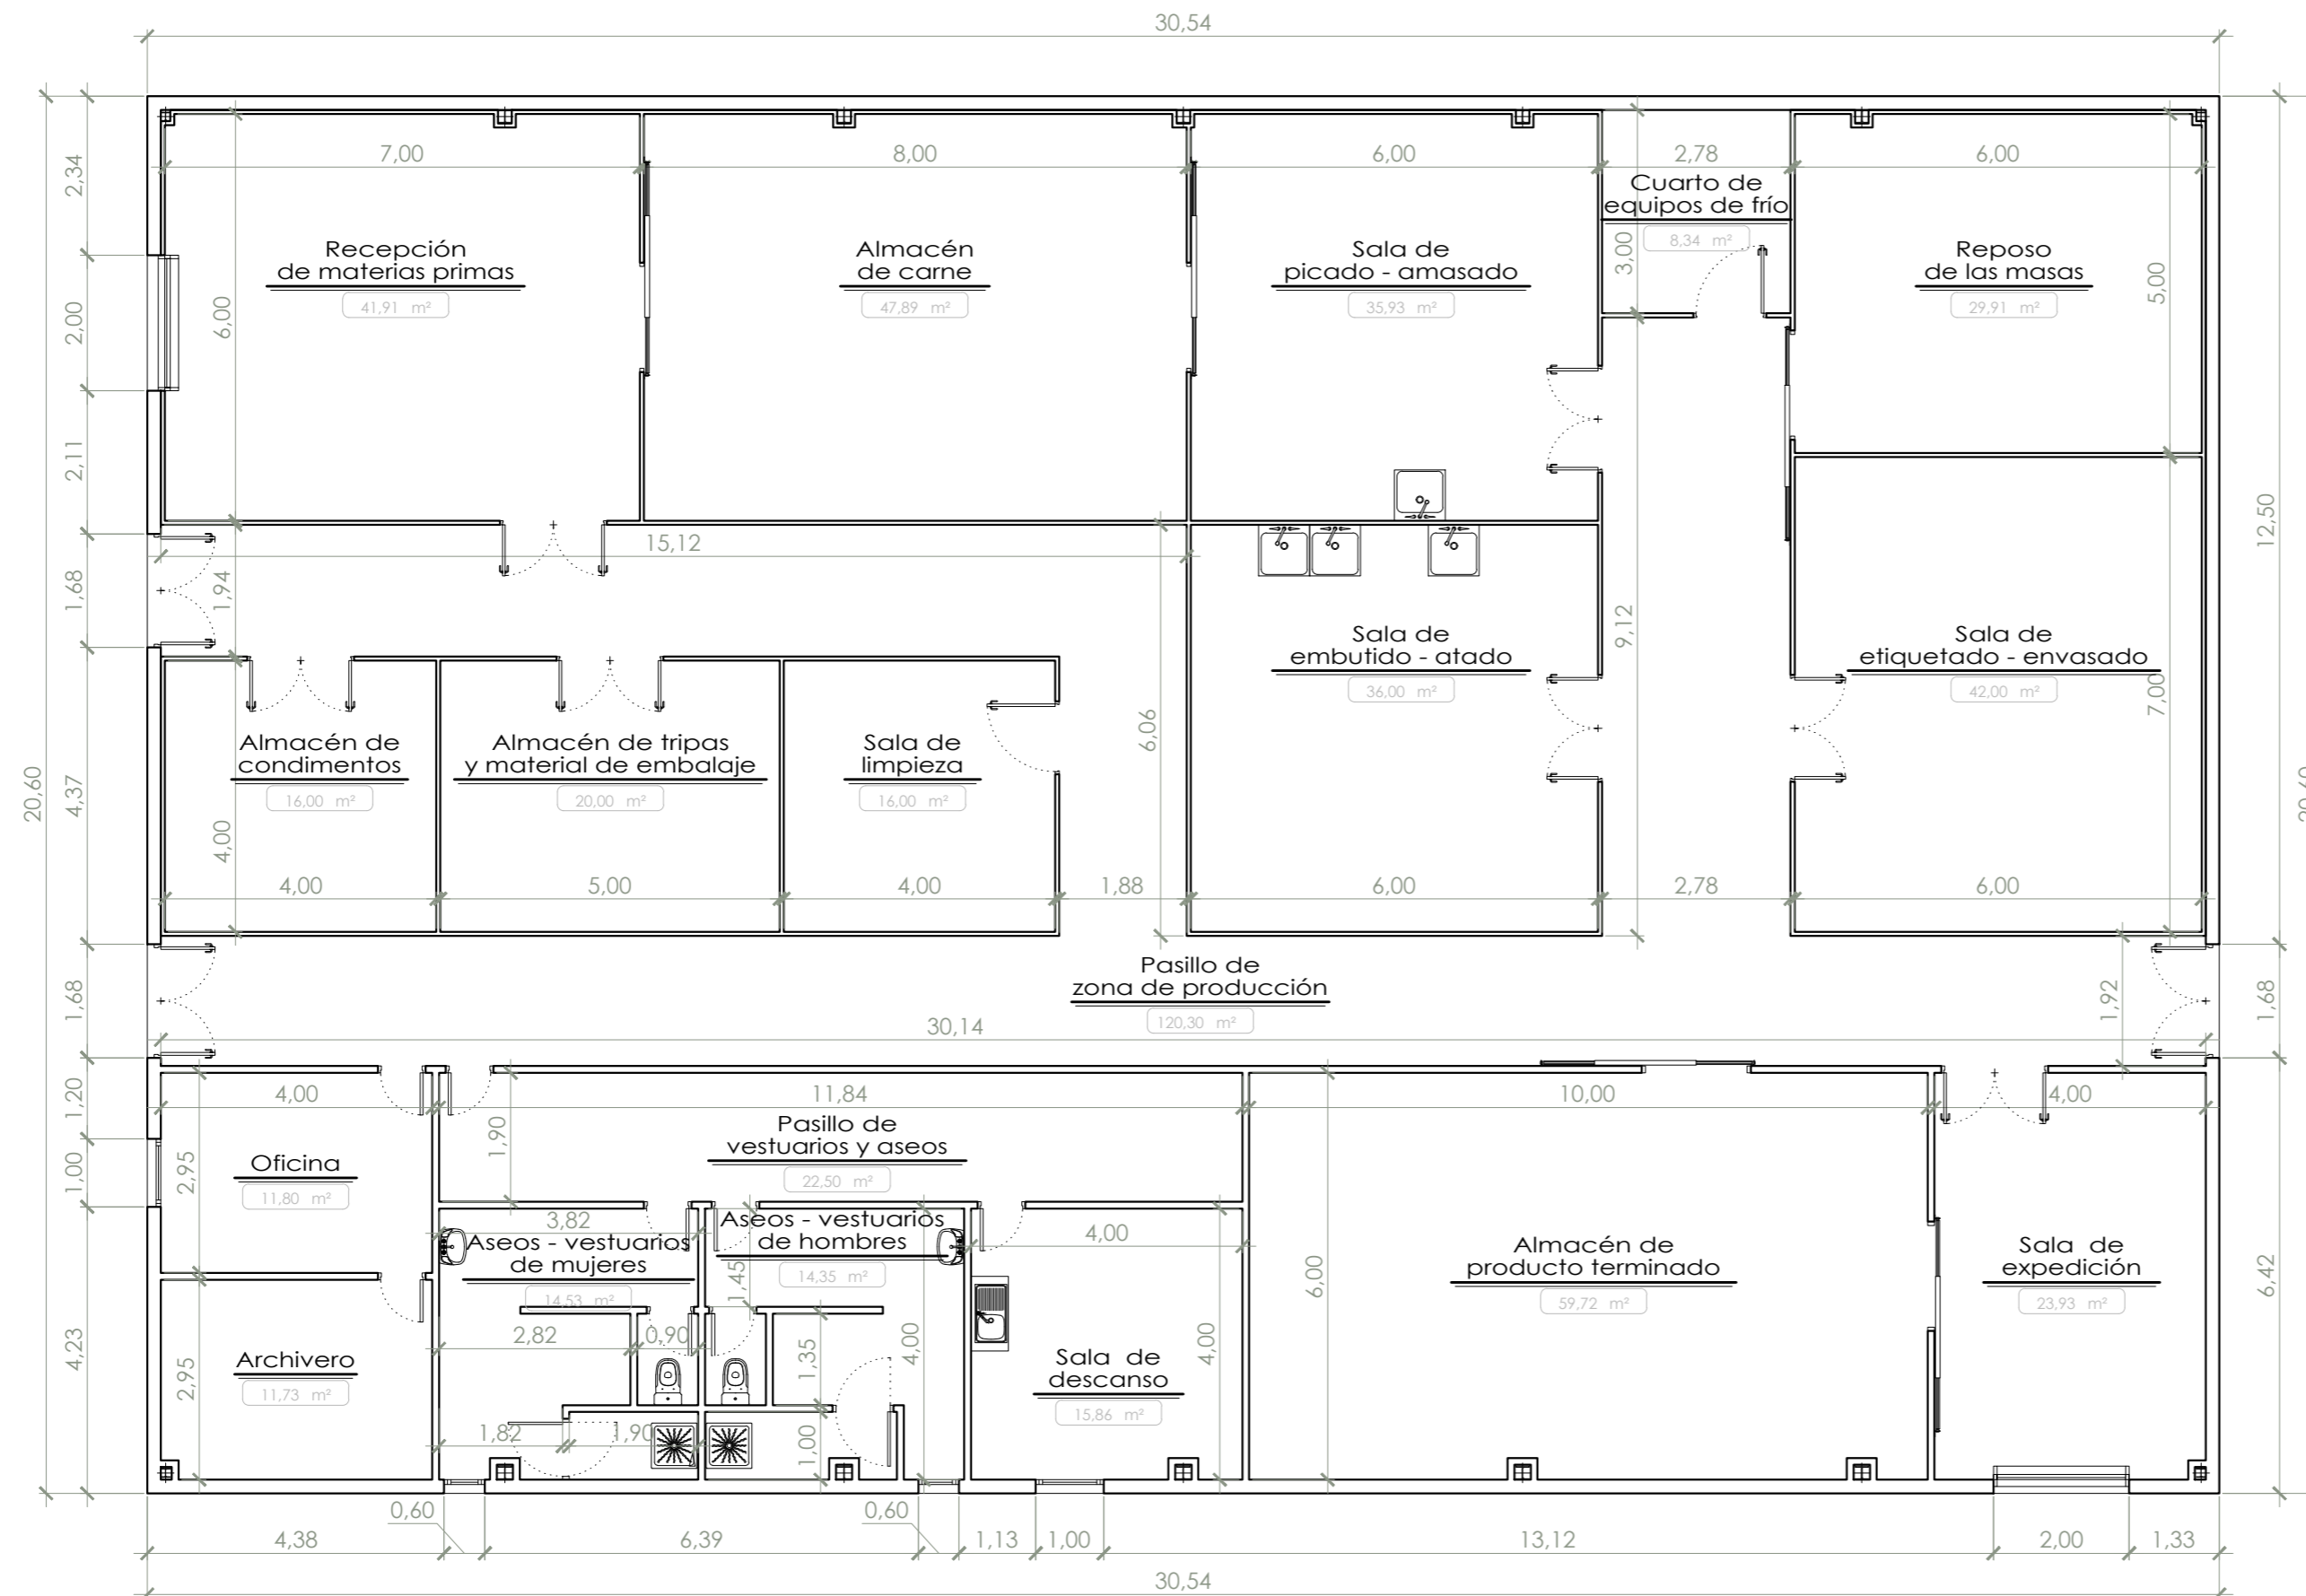 30,54
7,00
8,00
6,00
2,78
6,00
2,34
2,00
2,11
1,68
4,37
1,68
1,20
1,00
4,23
20,60
Recepción
de materias primas
41,91 m²
6,00
Almacén
de carne
47,89 m²
Sala de
picado - amasado
35,93 m²
Cuarto de
equipos de frío
8,34 m²
3,00
Reposo
de las masas
29,91 m²
5,00
15,12
1,94
12,50
9,12
Sala de
embutido - atado
36,00 m²
Sala de
etiquetado - envasado
42,00 m²
7,00
6,06
Almacén de
condimentos
16,00 m²
Almacén de tripas
y material de embalaje
20,00 m²
Sala de
limpieza
16,00 m²
4,00
4,00
5,00
4,00
1,88
6,00
2,78
6,00
Pasillo de
zona de producción
120,30 m²
30,14
1,92
1,68
4,00
11,84
10,00
4,00
1,90
Pasillo de
vestuarios y aseos
22,50 m²
Oficina
11,80 m²
2,95
3,82
Aseos - vestuarios
de mujeres
14,53 m²
Aseos - vestuarios
de hombres
14,35 m²
1,45
4,00
Almacén de
producto terminado
59,72 m²
6,00
Sala de
expedición
23,93 m²
6,42
2,82
0,90
1,35
4,00
4,00
Archivero
11,73 m²
2,95
Sala de
descanso
15,86 m²
1,82
1,90
1,00
0,60
0,60
4,38
6,39
1,13
1,00
13,12
2,00
1,33
30,54